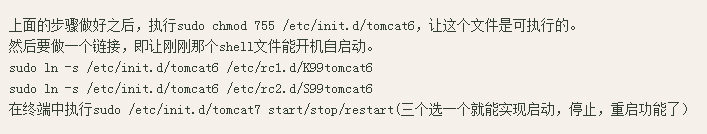 上面的步骤做好之后，执行sudo chmod 755 /etc/init.d/tomcat6，让这个文件是可执行的。
然后要做一个链接，即让刚刚那个shell文件能开机自启动。
sudo ln -s /etc/init.d/tomcat6 /etc/rc1.d/K99tomcat6
sudo ln -s /etc/init.d/tomcat6 /etc/rc2.d/S99tomcat6
在终端中执行sudo /etc/init.d/tomcat7 start/stop/restart(三个选一个就能实现启动，停止，重启功能了）